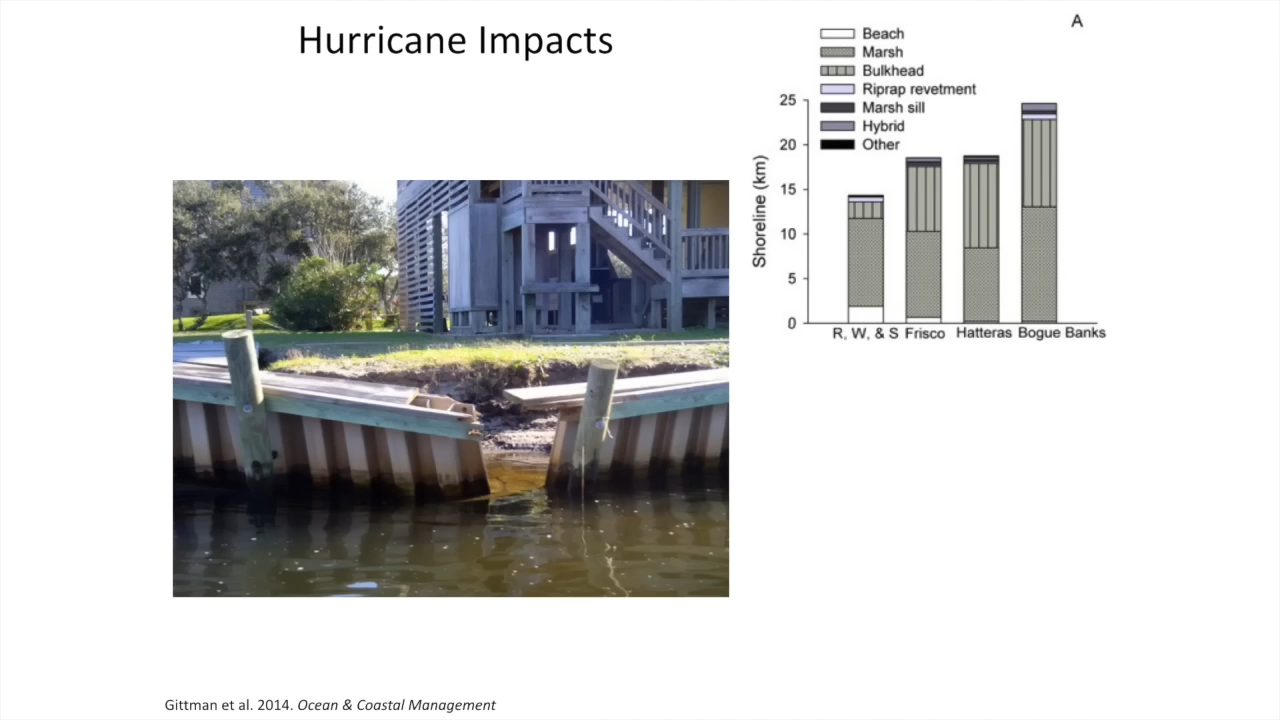 Hurricane Impacts
A
Beach
Marsh
Bulkhead
Riprap revetment
Marsh sill
Hybrid
Other
25
20
15
10
5
0
Shoreline (km)
R, W, & S Frisco Hatteras Bogue Banks
Gittman et al. 2014. Ocean & Coastal Management